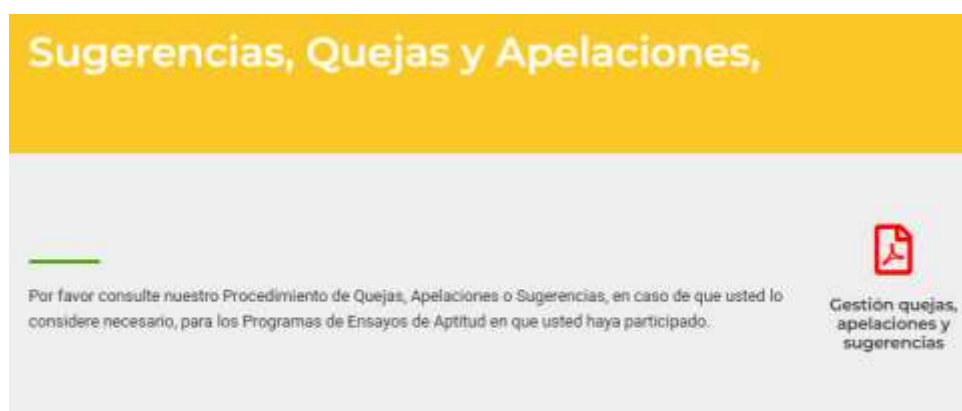 Sugerencias, Quejas y Apelaciones,
Por favor consulte nuestro Procedimiento de Quejas, Apelaciones o Sugerencias, en caso de que usted lo
considere necesario, para los Programas de Ensayos de Aptitud en que usted haya participado.
Gestión quejas,
apelaciones y
sugerencias